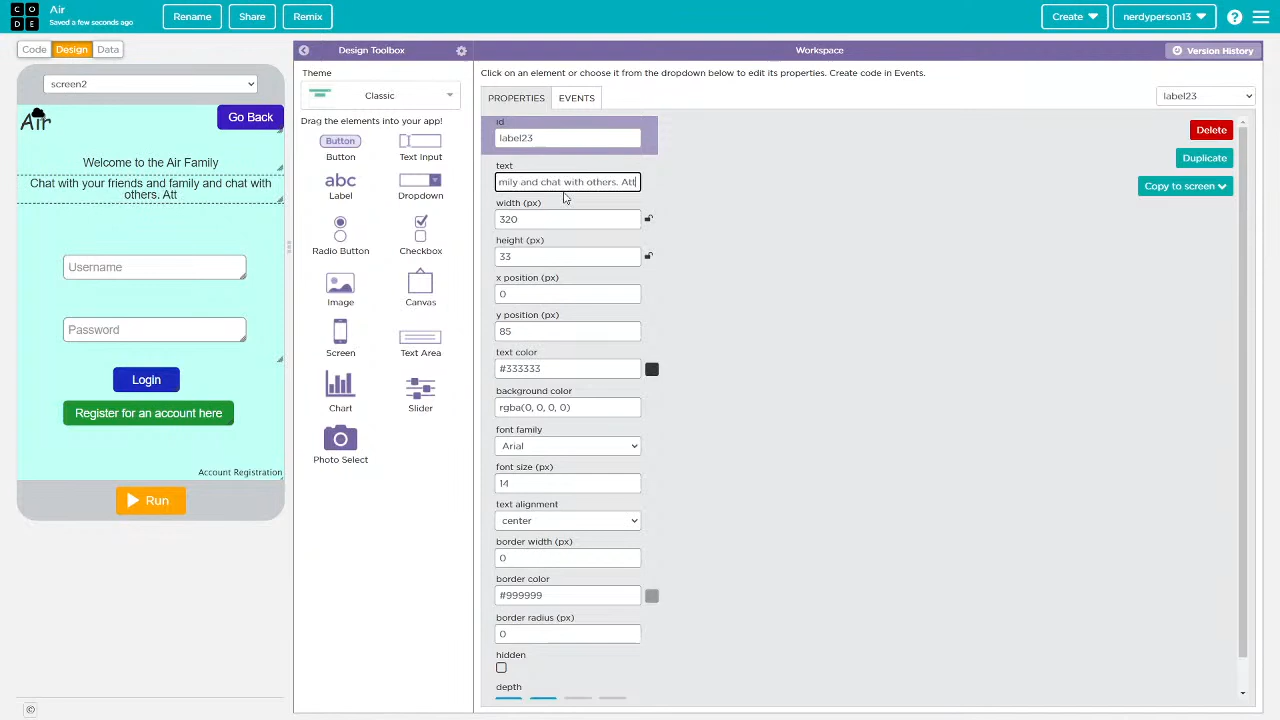 CODE
Air
Saved a few seconds ago
Rename
Share
Remix
Create
nerdyperson13
?
Code
Design
Data
Design Toolbox
Workspace
Version History
screen2
Air
Go Back
Welcome to the Air Family
Chat with your friends and family and chat with
others. Att
Username
Password
Login
Register for an account here
Account Registration
Run
©
Theme
Classic
Drag the elements into your app!
Button
Button
Text Input
abc
Label
Dropdown
Radio Button
Checkbox
Image
Canvas
Screen
Text Area
Chart
Slider
Photo Select
Click on an element or choose it from the dropdown below to edit its properties. Create code in Events.
PROPERTIES
EVENTS
label23
id
label23
Delete
text
mily and chat with others. Att
Duplicate
Copy to screen
width (px)
320
height (px)
33
x position (px)
0
y position (px)
85
text color
#333333
background color
rgba(0, 0, 0, 0)
font family
Arial
font size (px)
14
text alignment
center
border width (px)
0
border color
#999999
border radius (px)
0
hidden
depth